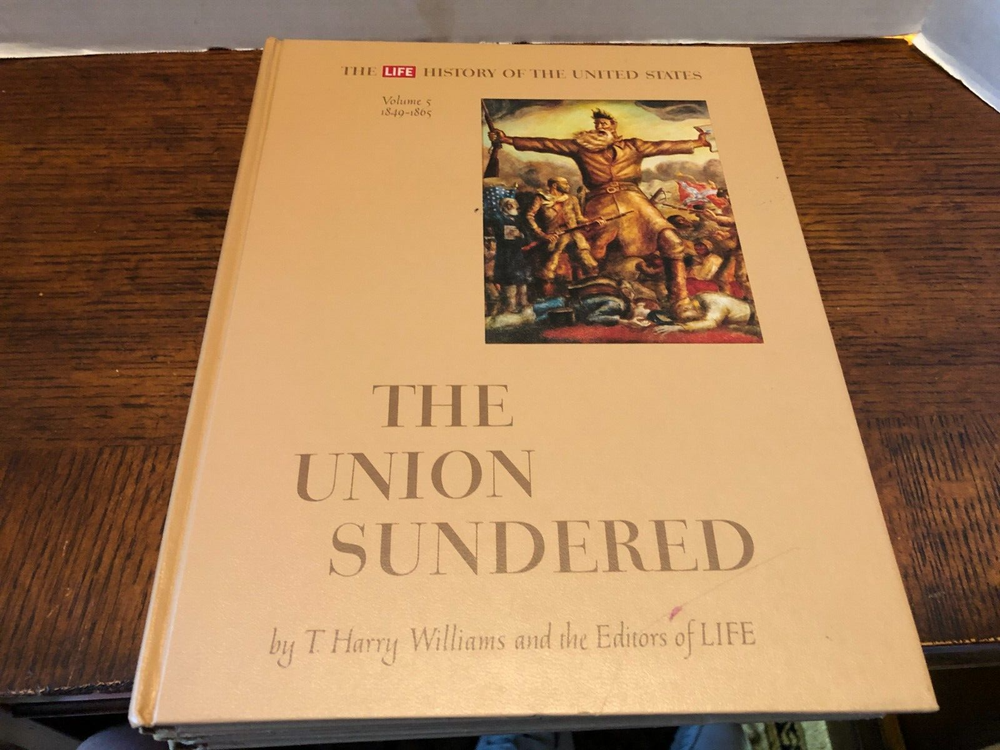 THE LIFE HISTORY OF THE UNITED STATES
Volume 5
1849-1865
THE
UNION
SUNDERED
by T. Harry Williams and the Editors of LIFE